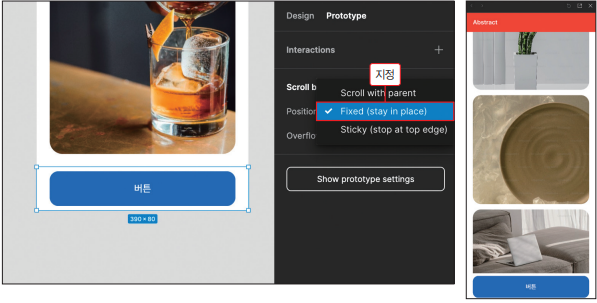 Design Prototype
Interactions
지정
Scroll b
Scroll with parent
Position
Fixed (stay in place)
Overflo
Sticky (stop at top edge)
Show prototype settings
버튼
390 × 80
Abstract
버튼